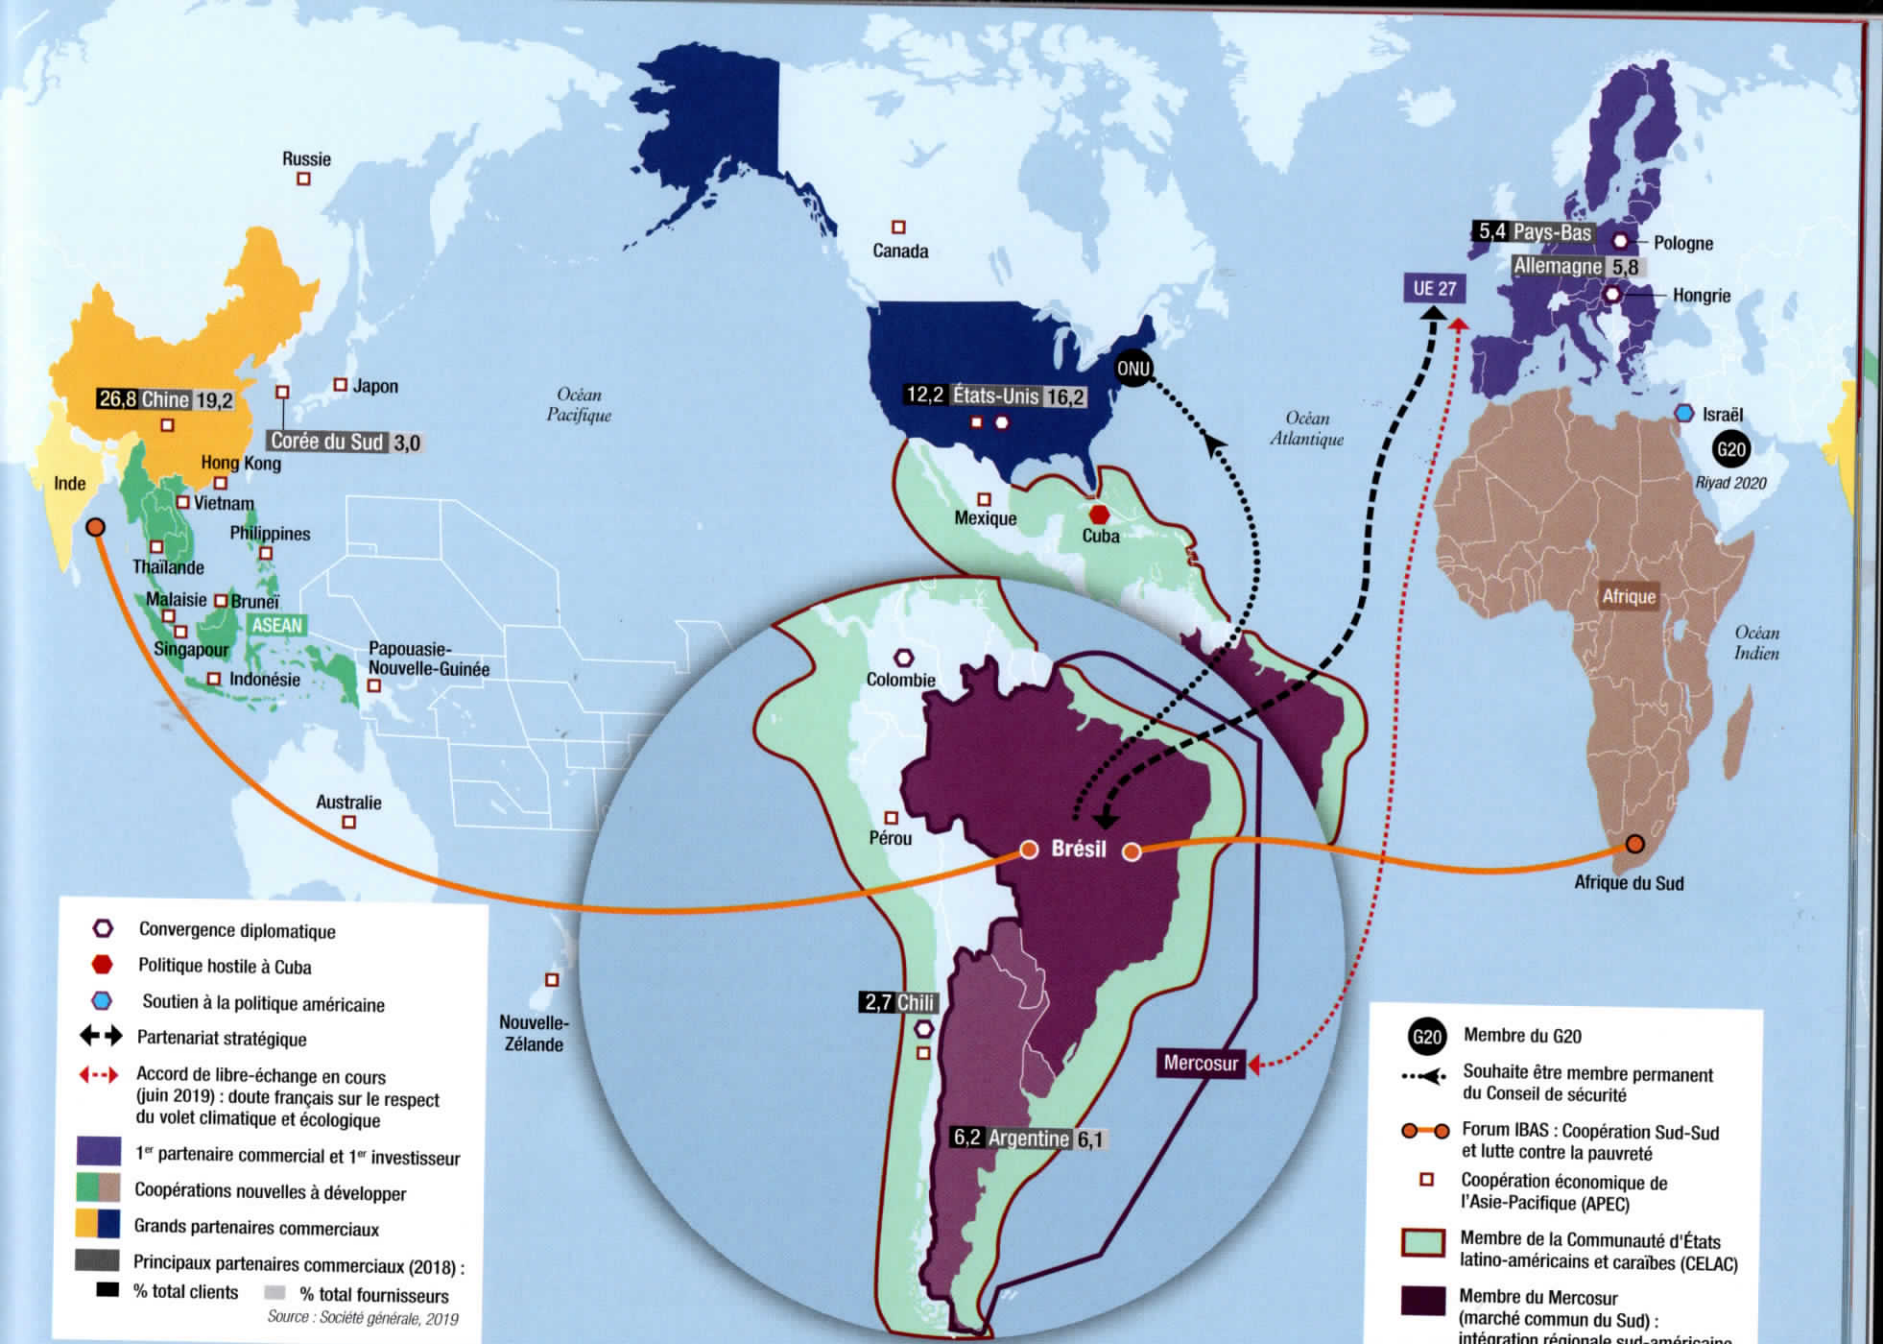 Russie
Canada
5,4 Pays-Bas
Pologne
Allemagne 5,8
UE 27
Hongrie
ONU
Japon
26,8 Chine 19,2
12,2 États-Unis 16,2
Océan
Pacifique
Océan
Atlantique
Israël
G20
Riyad 2020
Corée du Sud 3,0
Hong Kong
Inde
Vietnam
Mexique
Cuba
Philippines
Thaïlande
Malaisie
Bruneï
ASEAN
Singapour
Indonésie
Papouasie-
Nouvelle-Guinée
Afrique
Océan
Indien
Colombie
Australie
Pérou
Brésil
Afrique du Sud
2,7 Chili
Nouvelle-
Zélande
Mercosur
6,2 Argentine 6,1
Convergence diplomatique
Politique hostile à Cuba
Soutien à la politique américaine
Partenariat stratégique
Accord de libre-échange en cours
(juin 2019) : doute français sur le respect
du volet climatique et écologique
1er partenaire commercial et 1er investisseur
Coopérations nouvelles à développer
Grands partenaires commerciaux
Principaux partenaires commerciaux (2018) :
% total clients % total fournisseurs
Source : Société générale, 2019
G20 Membre du G20
Souhaite être membre permanent
du Conseil de sécurité
Forum IBAS : Coopération Sud-Sud
et lutte contre la pauvreté
Coopération économique de
l'Asie-Pacifique (APEC)
Membre de la Communauté d'États
latino-américains et caraïbes (CELAC)
Membre du Mercosur
(marché commun du Sud) :
intégration régionale sud-américaine